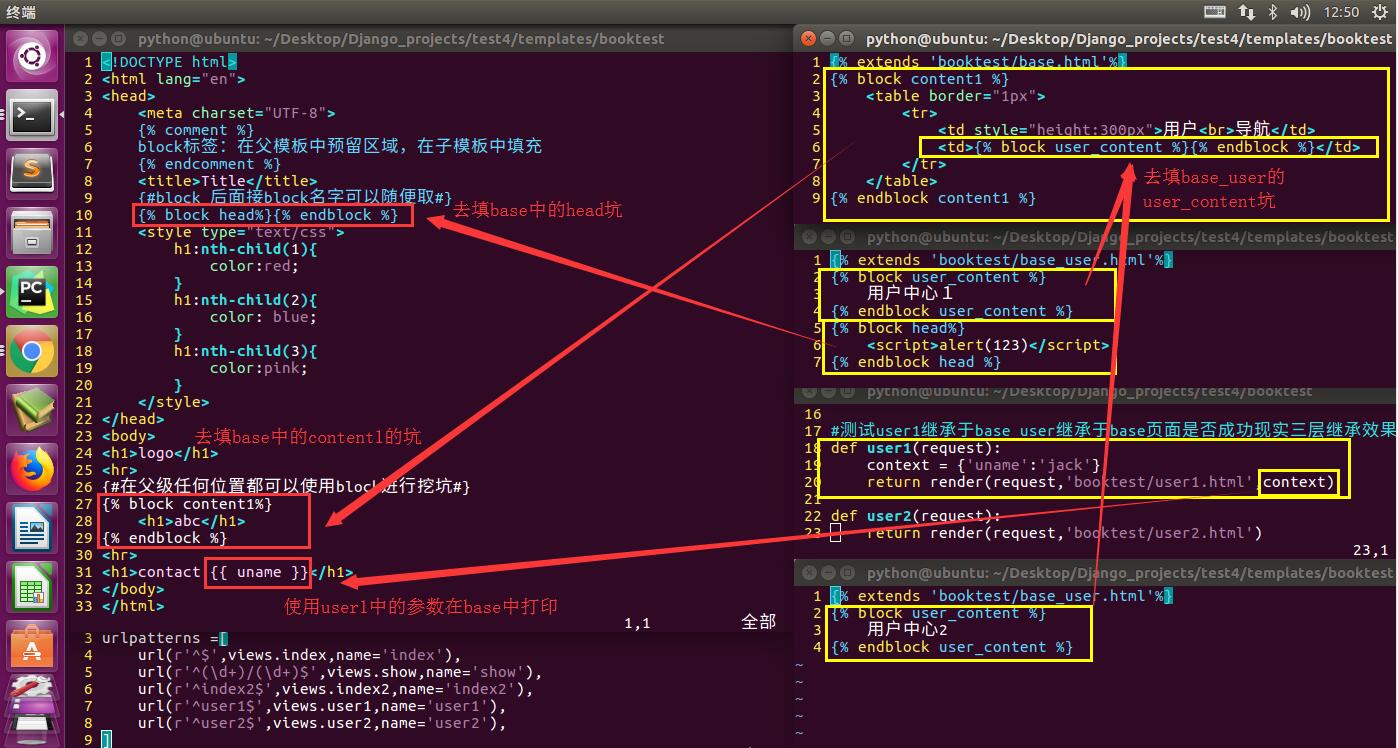 终端
12:50
python@ubuntu: ~/Desktop/Django_projects/test4/templates/booktest
1 <!DOCTYPE html>
2 <html lang="en">
3 <head>
4     <meta charset="UTF-8">
5     {% comment %}
6     block标签：在父模板中预留区域，在子模板中填充
7     {% endcomment %}
8     <title>Title</title>
9     {#block 后面接block名字可以随便取#}
10     {% block head%}{% endblock %}
去填base中的head坑
11     <style type="text/css">
12         h1:nth-child(1){
13             color:red;
14         }
15         h1:nth-child(2){
16             color: blue;
17         }
18         h1:nth-child(3){
19             color:pink;
20         }
21     </style>
22 </head>
23 <body>
去填base中的content1的坑
24 <h1>logo</h1>
25 <hr>
26 {#在父级任何位置都可以使用block进行挖坑#}
27 {% block content1%}
28     <h1>abc</h1>
29 {% endblock %}
30 <hr>
31 <h1>contact {{ uname }}</h1>
32 </body>
33 </html>
使用user1中的参数在base中打印
1,1 全部
3 urlpatterns =[
4     url(r'^$',views.index,name='index'),
5     url(r'^(\d+)/(\d+)$',views.show,name='show'),
6     url(r'^index2$',views.index2,name='index2'),
7     url(r'^user1$',views.user1,name='user1'),
8     url(r'^user2$',views.user2,name='user2'),
9 ]
python@ubuntu: ~/Desktop/Django_projects/test4/templates/booktest
1 {% extends 'booktest/base.html'%}
2 {% block content1 %}
3     <table border="1px">
4         <tr>
5             <td style="height:300px">用户<br>导航</td>
6             <td>{% block user_content %}{% endblock %}</td>
7         </tr>
8     </table>
9 {% endblock content1 %}
去填base_user的
user_content坑
python@ubuntu: ~/Desktop/Django_projects/test4/templates/booktest
1 {% extends 'booktest/base_user.html'%}
2 {% block user_content %}
3     用户中心1
4 {% endblock user_content %}
5 {% block head%}
6     <script>alert(123)</script>
7 {% endblock head %}
python@ubuntu: ~/Desktop/Django_projects/test4/booktest
16
17 #测试user1继承于base user继承于base页面是否成功现实三层继承效果
18 def user1(request):
19     context = {'uname':'jack'}
20     return render(request,'booktest/user1.html',context)
21
22 def user2(request):
23     return render(request,'booktest/user2.html')
23,1
python@ubuntu: ~/Desktop/Django_projects/test4/templates/booktest
1 {% extends 'booktest/base_user.html'%}
2 {% block user_content %}
3     用户中心2
4 {% endblock user_content %}
~
~
~
~
~